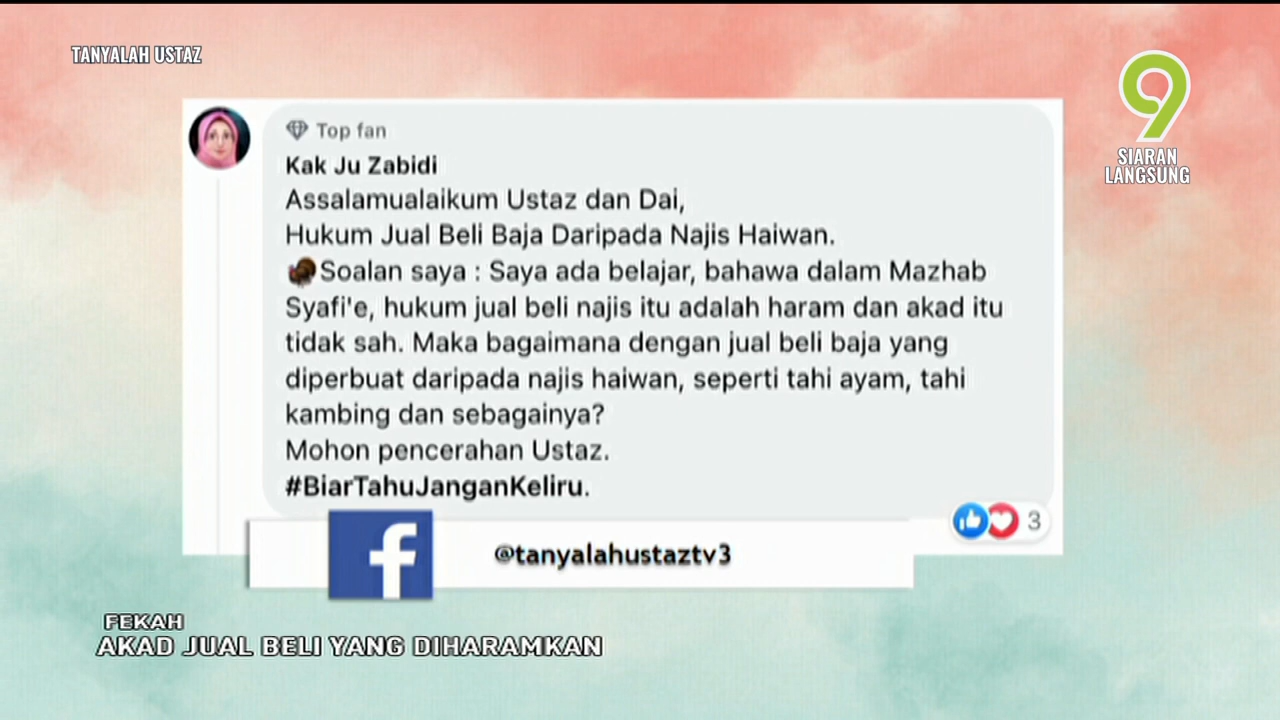 TANYALAH USTAZ
9
SIARAN
LANGSUNG
Top fan
Kak Ju Zabidi
Assalamualaikum Ustaz dan Dai,
Hukum Jual Beli Baja Daripada Najis Haiwan.
Soalan saya : Saya ada belajar, bahawa dalam Mazhab
Syafi'e, hukum jual beli najis itu adalah haram dan akad itu
tidak sah. Maka bagaimana dengan jual beli baja yang
diperbuat daripada najis haiwan, seperti tahi ayam, tahi
kambing dan sebagainya?
Mohon pencerahan Ustaz.
#BiarTahuJanganKeliru.
3
f
@tanyalahustaztv3
FEKAH
AKAD JUAL BELI YANG DIHARAMKAN